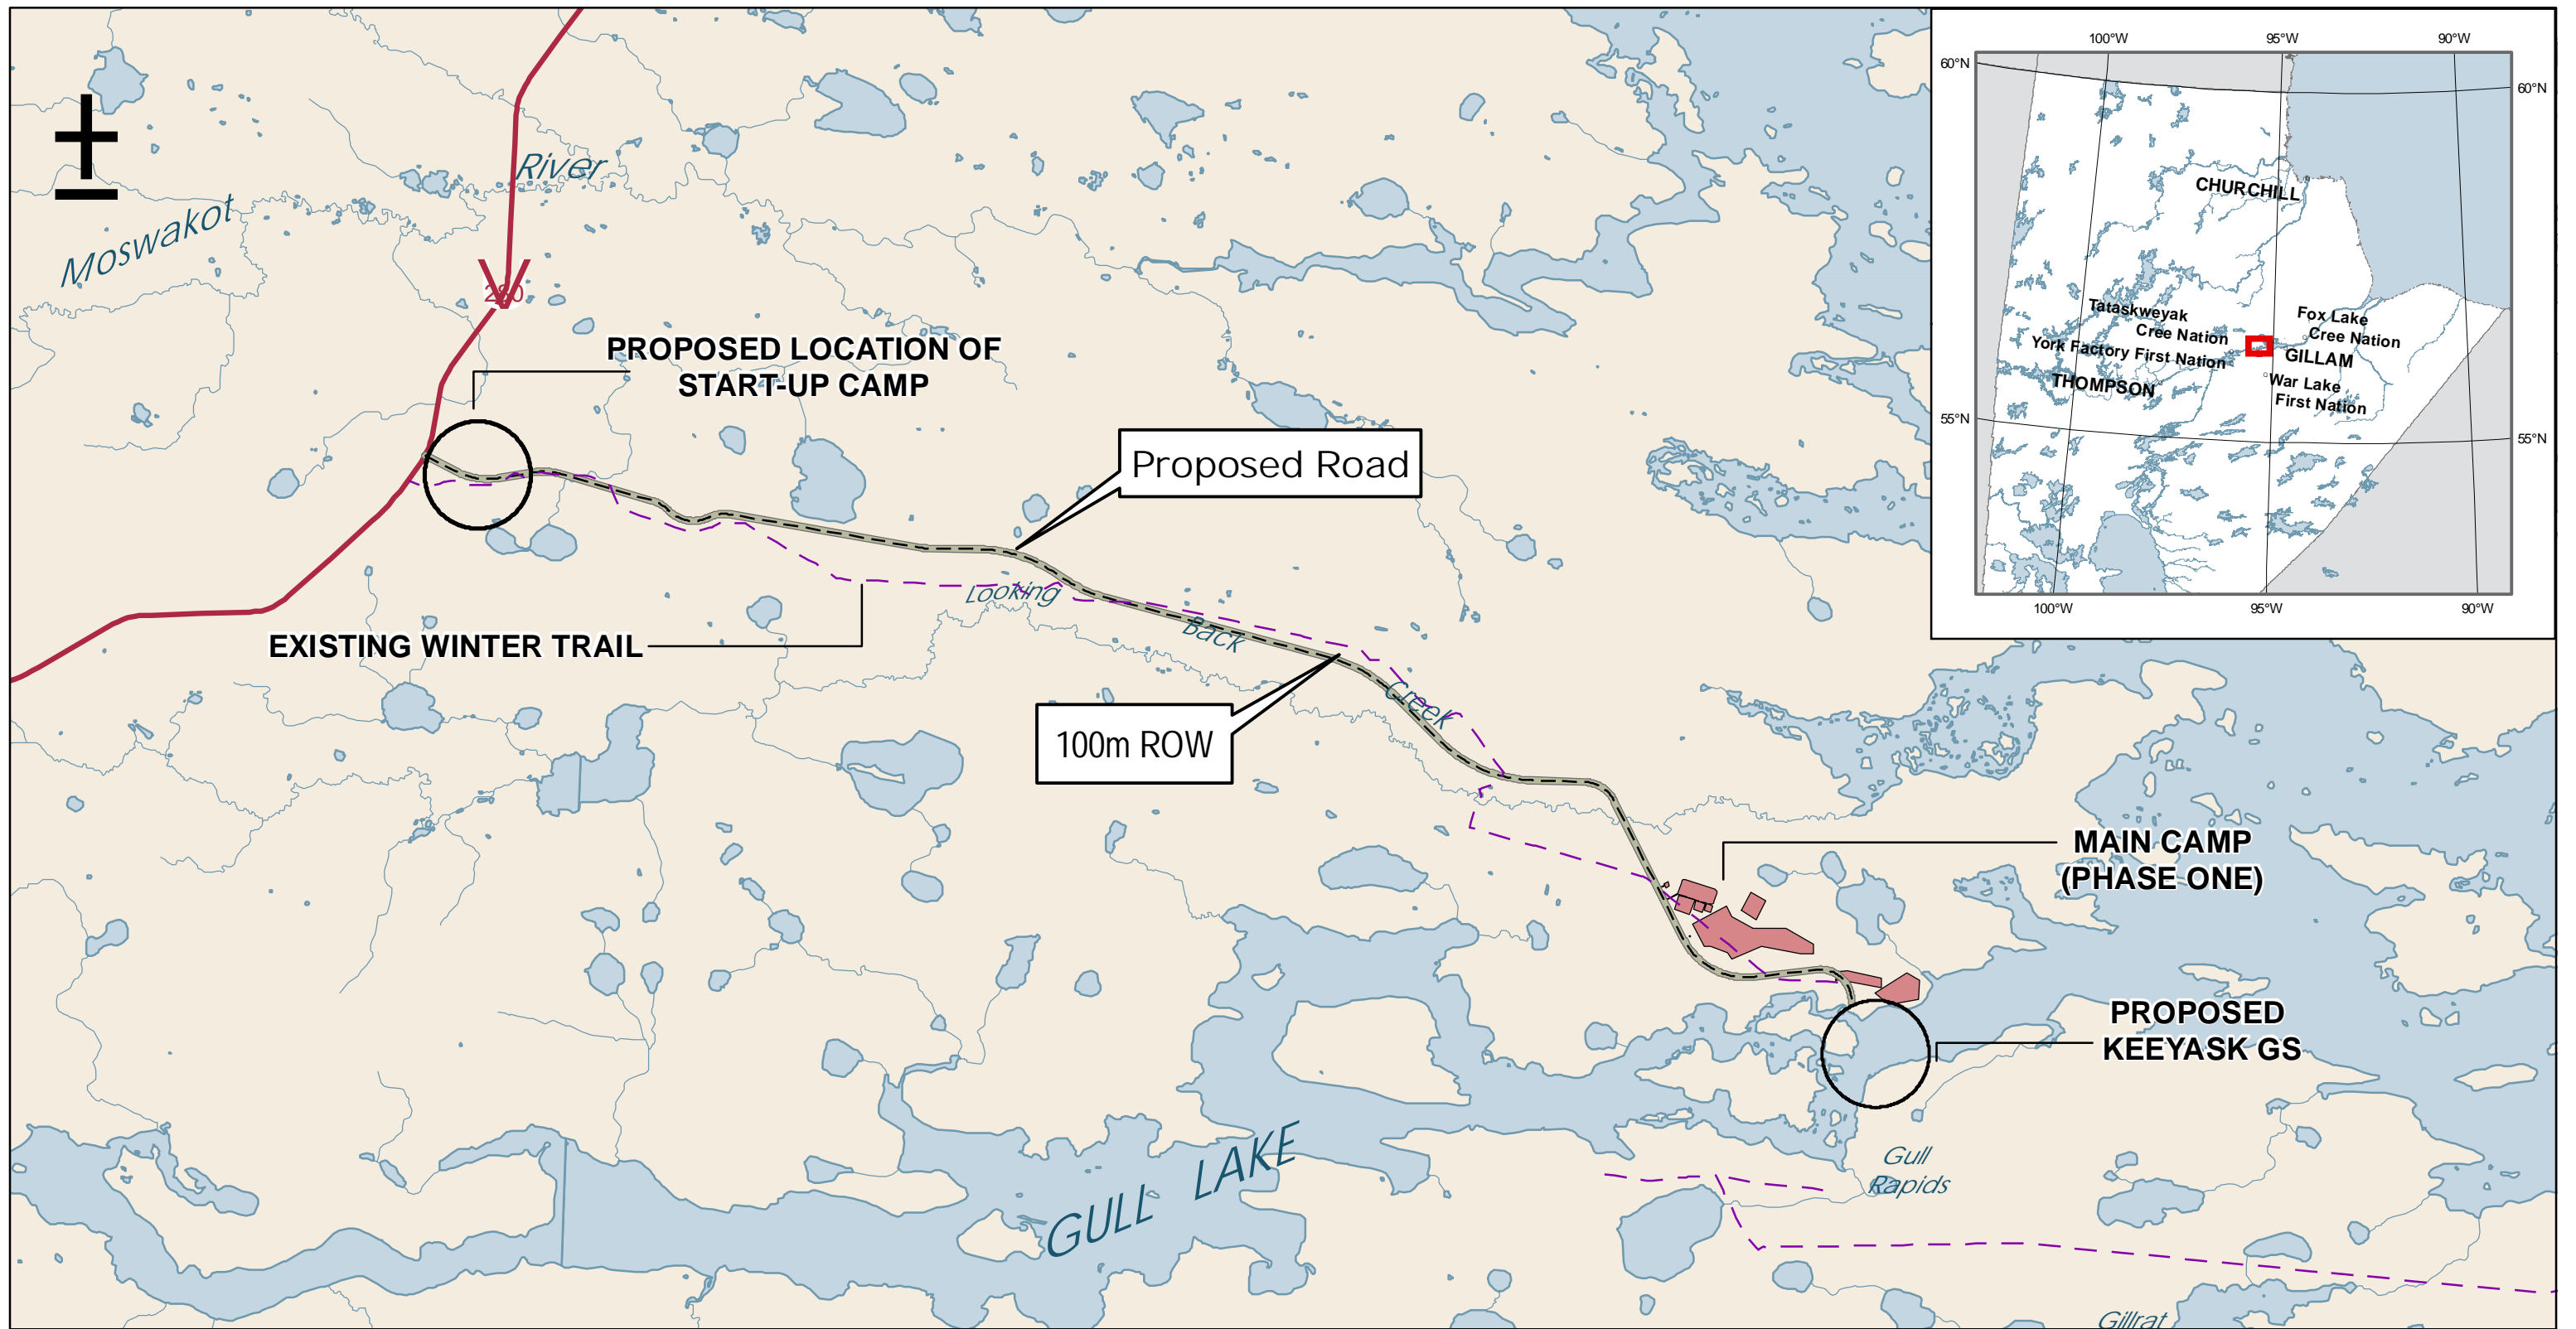 Moswakot
River
280
PROPOSED LOCATION OF
START-UP CAMP
Proposed Road
Looking
Back
Creek
EXISTING WINTER TRAIL
100m ROW
MAIN CAMP
(PHASE ONE)
PROPOSED
KEEYASK GS
GULL LAKE
Gull
Rapids
Gillrat
100°W
95°W
90°W
60°N
60°N
CHURCHILL
Tataskweyak
Cree Nation
York Factory First Nation
THOMPSON
Fox Lake
Cree Nation
GILLAM
War Lake
First Nation
55°N
55°N
100°W
95°W
90°W